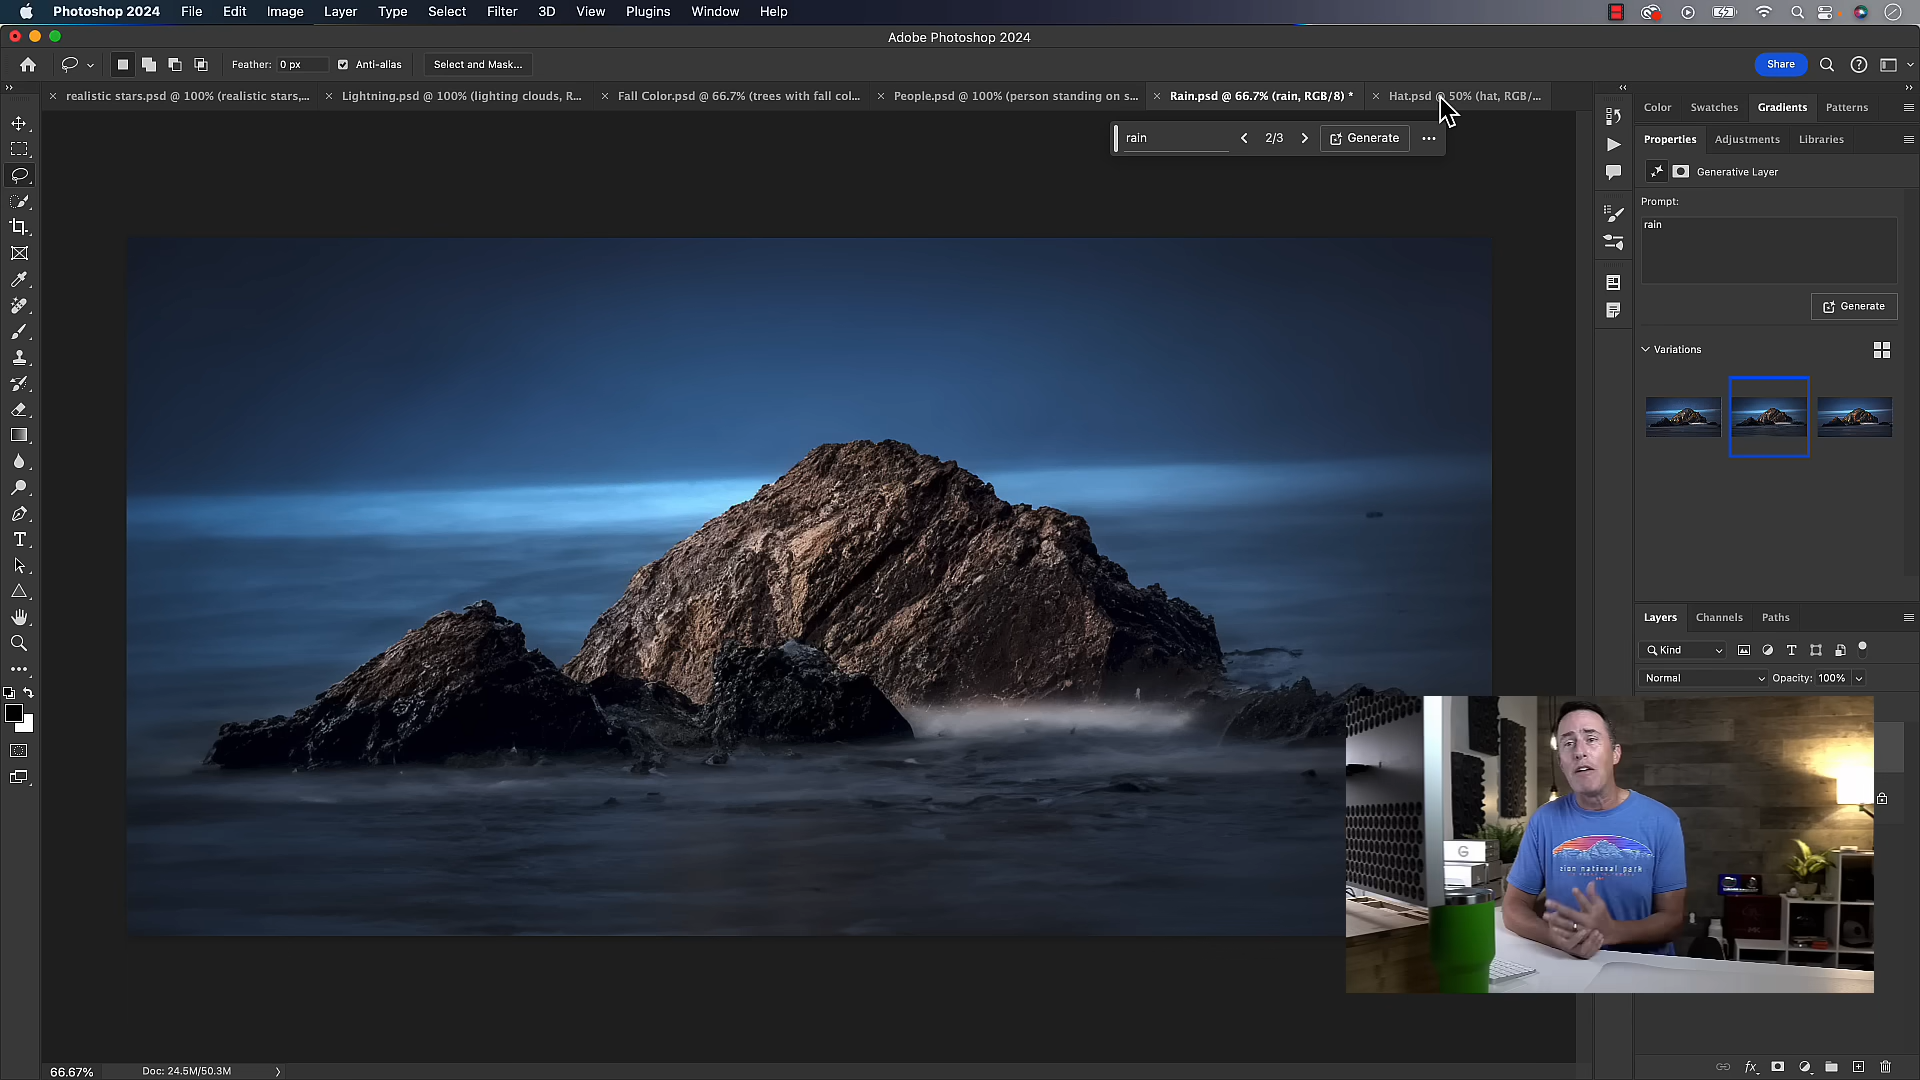 Photoshop 2024 File Edit Image Layer Type Select Filter 3D View Plugins Window Help
Adobe Photoshop 2024
Feather: 0 px Anti-alias Select and Mask... Share
realistic stars.psd @ 100% (realistic stars,... Lightning.psd @ 100% (lighting clouds, R... Fall Color.psd @ 66.7% (trees with fall col... People.psd @ 100% (person standing on s... Rain.psd @ 66.7% (rain, RGB/8) * Hat.psd @ 50% (hat, RGB/...
rain 2/3 Generate
Color Swatches Gradients Patterns
Properties Adjustments Libraries
Generative Layer
Prompt:
rain
Generate
Variations
Layers Channels Paths
Kind
Normal Opacity: 100%
G
zion national park
66.67% Doc: 24.5M/50.3M